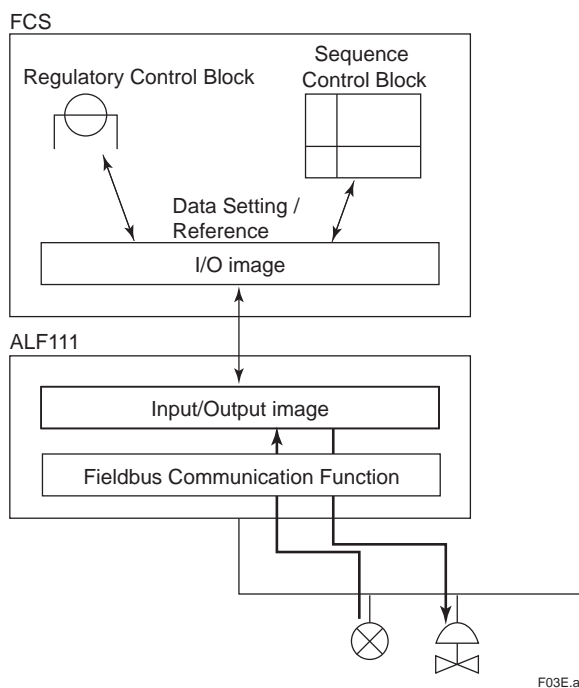 FCS
Regulatory Control Block
Sequence
Control Block
Data Setting /
Reference
I/O image
ALF111
Input/Output image
Fieldbus Communication Function
F03E.a